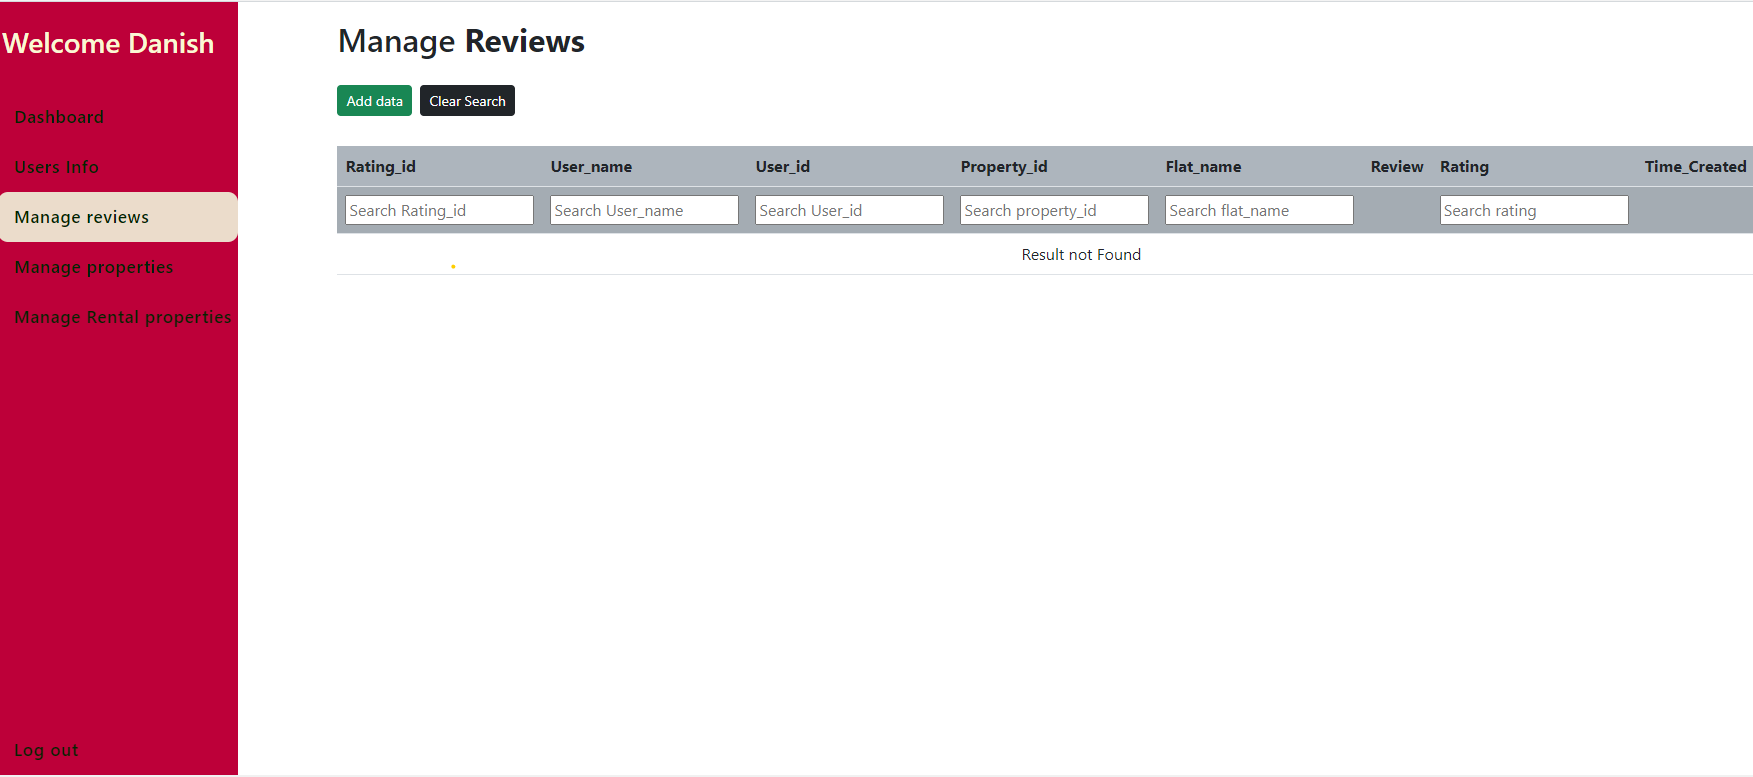 Welcome Danish
Dashboard
Users Info
Manage reviews
Manage properties
Manage Rental properties
Log out
Manage Reviews
Add data Clear Search
Rating_id User_name User_id Property_id Flat_name Review Rating Time_Created
Search Rating_id Search User_name Search User_id Search property_id Search flat_name Search rating
Result not Found